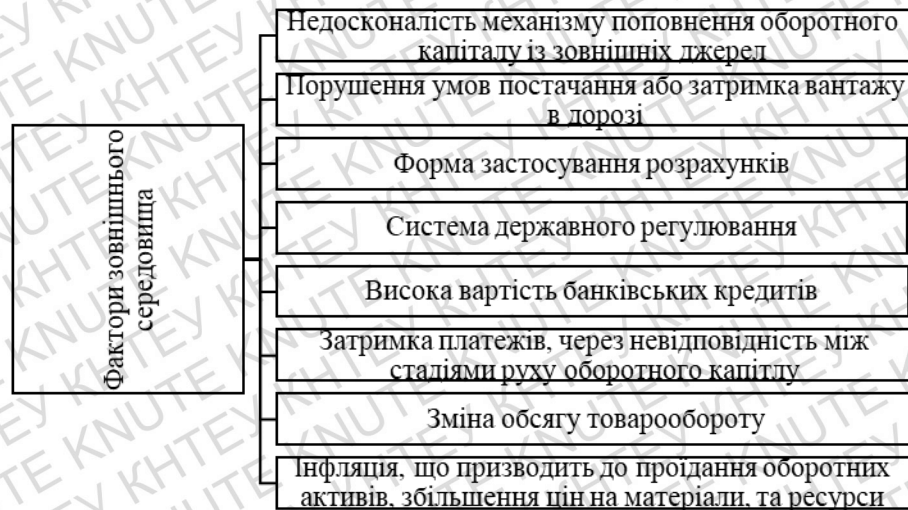 Фактори зовнішнього
середовища
Недосконалість механізму поповнення оборотного
капіталу із зовнішніх джерел
Порушення умов постачання або затримка вантажу
в дорозі
Форма застосування розрахунків
Система державного регулювання
Висока вартість банківських кредитів
Затримка платежів, через невідповідність між
стадіями руху оборотного капітлу
Зміна обсягу товарообороту
Інфляція, що призводить до проїдання оборотних
активів, збільшення цін на матеріали, та ресурси